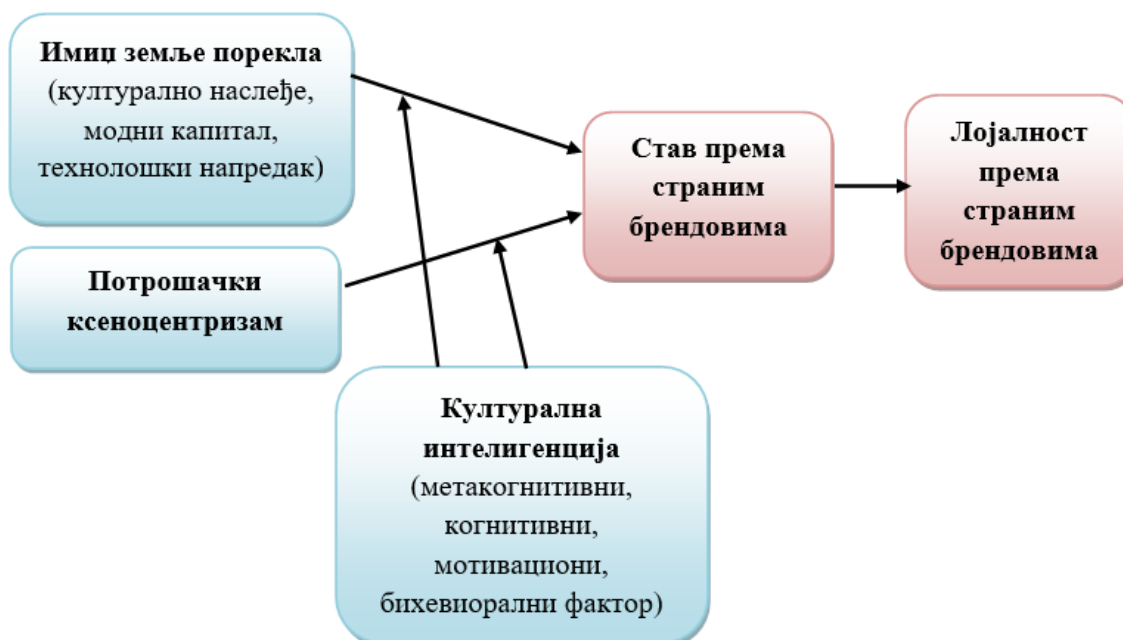 Имиџ земље порекла
(културално наслеђе,
модни капитал,
технолошки напредак)
Потрошачки
ксеноцентризам
Културална
интелигенција
(метакогнитивни,
когнитивни,
мотивациони,
бихевиорални фактор)
Став према
страним
брендовима
Лојалност
према
страним
брендовима